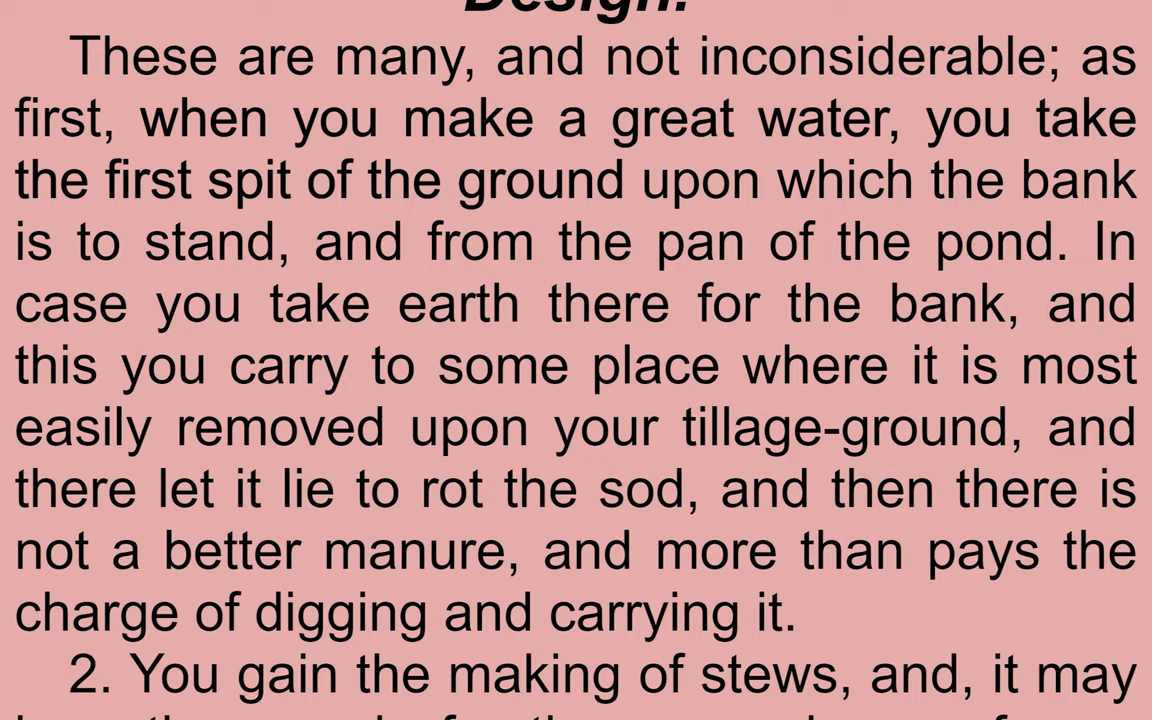 Design.
These are many, and not inconsiderable; as
first, when you make a great water, you take
the first spit of the ground upon which the bank
is to stand, and from the pan of the pond. In
case you take earth there for the bank, and
this you carry to some place where it is most
easily removed upon your tillage-ground, and
there let it lie to rot the sod, and then there is
not a better manure, and more than pays the
charge of digging and carrying it.
2. You gain the making of stews, and, it may